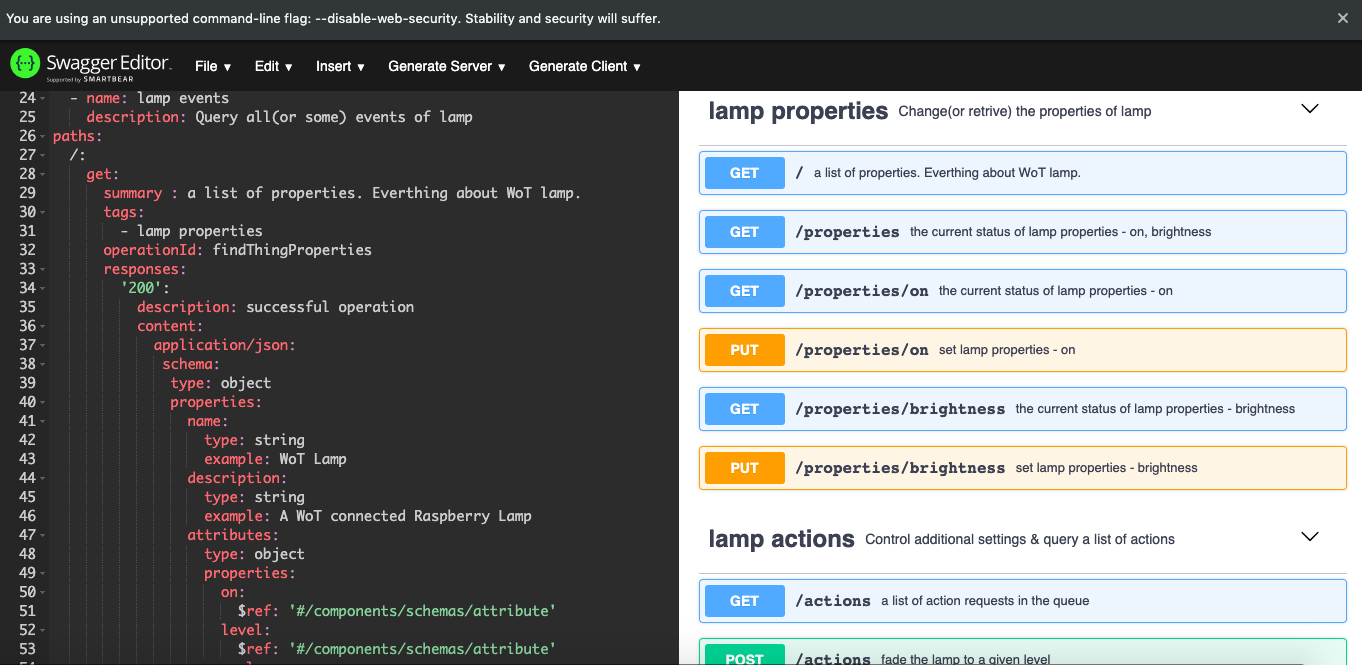 You are using an unsupported command-line flag: --disable-web-security. Stability and security will suffer.
Swagger Editor
Supported by SMARTBEAR
File ▾ Edit ▾ Insert ▾ Generate Server ▾ Generate Client ▾
24 - name: lamp events
25 description: Query all(or some) events of lamp
26 paths:
27 /:
28 get:
29 summary : a list of properties. Everthing about WoT lamp.
30 tags:
31 - lamp properties
32 operationId: findThingProperties
33 responses:
34 '200':
35 description: successful operation
36 content:
37 application/json:
38 schema:
39 type: object
40 properties:
41 name:
42 type: string
43 example: WoT Lamp
44 description:
45 type: string
46 example: A WoT connected Raspberry Lamp
47 attributes:
48 type: object
49 properties:
50 on:
51 $ref: '#/components/schemas/attribute'
52 level:
53 $ref: '#/components/schemas/attribute'
lamp properties Change(or retrive) the properties of lamp
GET / a list of properties. Everthing about WoT lamp.
GET /properties the current status of lamp properties - on, brightness
GET /properties/on the current status of lamp properties - on
PUT /properties/on set lamp properties - on
GET /properties/brightness the current status of lamp properties - brightness
PUT /properties/brightness set lamp properties - brightness
lamp actions Control additional settings & query a list of actions
GET /actions a list of action requests in the queue
POST /actions fade the lamp to a given level